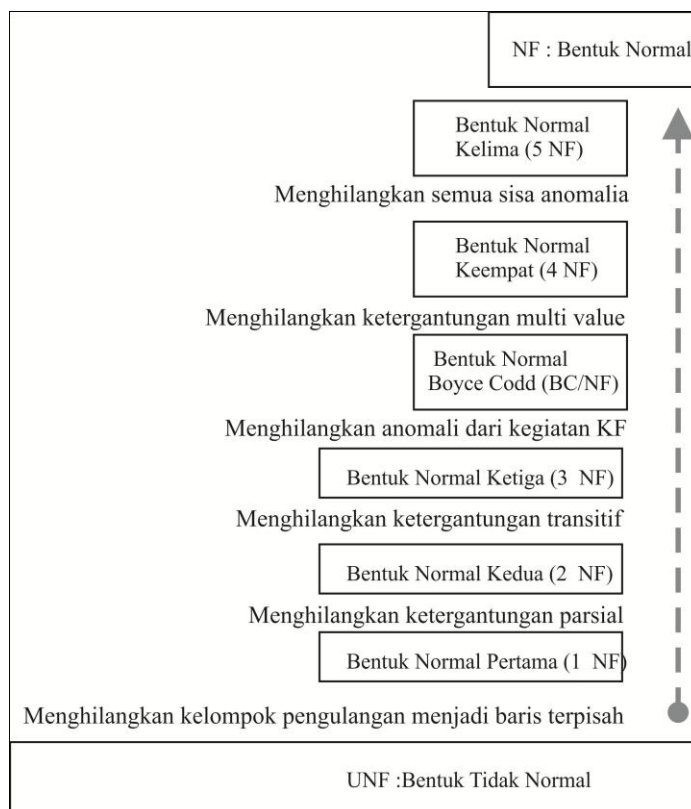 NF : Bentuk Normal
Bentuk Normal
Kelima (5 NF)
Menghilangkan semua sisa anomalia
Bentuk Normal
Keempat (4 NF)
Menghilangkan ketergantungan multi value
Bentuk Normal
Boyce Codd (BC/NF)
Menghilangkan anomali dari kegiatan KF
Bentuk Normal Ketiga (3 NF)
Menghilangkan ketergantungan transitif
Bentuk Normal Kedua (2 NF)
Menghilangkan ketergantungan parsial
Bentuk Normal Pertama (1 NF)
Menghilangkan kelompok pengulangan menjadi baris terpisah
UNF :Bentuk Tidak Normal